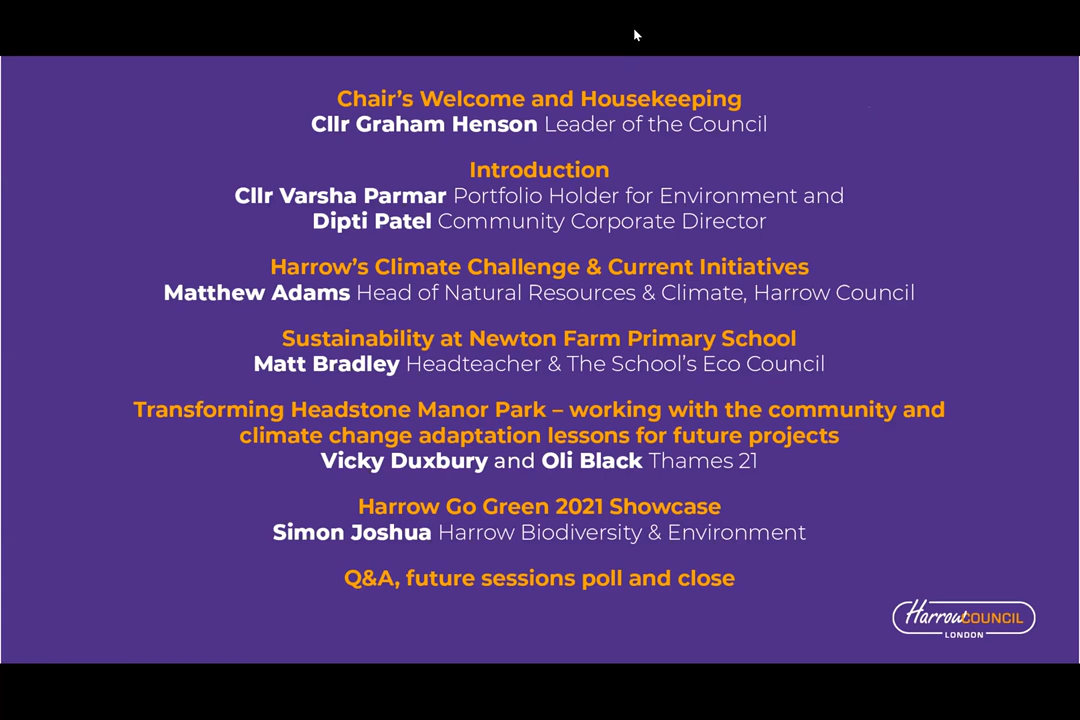 Chair's Welcome and Housekeeping
Cllr Graham Henson Leader of the Council
Introduction
Cllr Varsha Parmar Portfolio Holder for Environment and
Dipti Patel Community Corporate Director
Harrow's Climate Challenge & Current Initiatives
Matthew Adams Head of Natural Resources & Climate, Harrow Council
Sustainability at Newton Farm Primary School
Matt Bradley Headteacher & The School's Eco Council
Transforming Headstone Manor Park – working with the community and
climate change adaptation lessons for future projects
Vicky Duxbury and Oli Black Thames 21
Harrow Go Green 2021 Showcase
Simon Joshua Harrow Biodiversity & Environment
Q&A, future sessions poll and close
HarrowCOUNCIL
LONDON